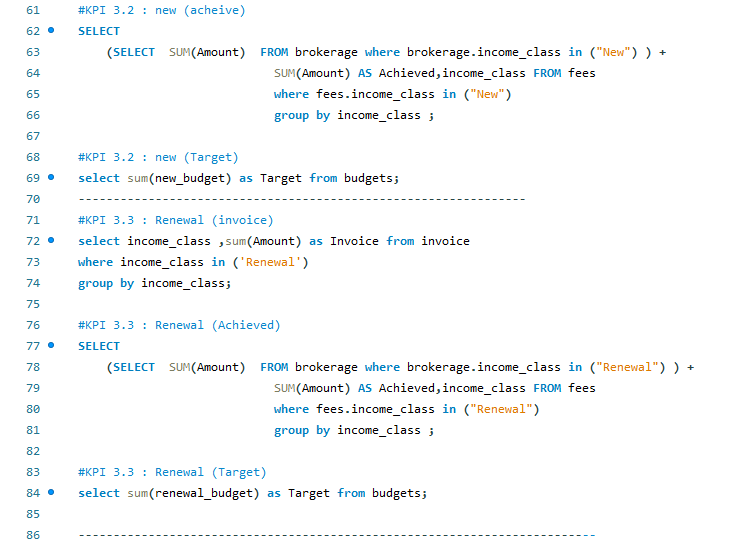 61 #KPI 3.2 : new (acheive)
62 SELECT
63 (SELECT SUM(Amount) FROM brokerage where brokerage.income_class in ("New") ) +
64 SUM(Amount) AS Achieved,income_class FROM fees
65 where fees.income_class in ("New")
66 group by income_class ;
67
68 #KPI 3.2 : new (Target)
69 select sum(new_budget) as Target from budgets;
70 ----------------------------------------------------------------
71 #KPI 3.3 : Renewal (invoice)
72 select income_class ,sum(Amount) as Invoice from invoice
73 where income_class in ('Renewal')
74 group by income_class;
75
76 #KPI 3.3 : Renewal (Achieved)
77 SELECT
78 (SELECT SUM(Amount) FROM brokerage where brokerage.income_class in ("Renewal") ) +
79 SUM(Amount) AS Achieved,income_class FROM fees
80 where fees.income_class in ("Renewal")
81 group by income_class ;
82
83 #KPI 3.3 : Renewal (Target)
84 select sum(renewal_budget) as Target from budgets;
85
86 --------------------------------------------------------------------------